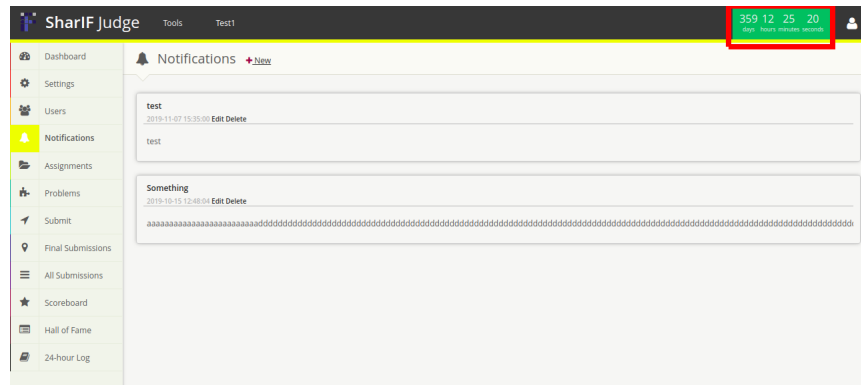 SharIF Judge Tools Test1 359 12 25 20
days hours minutes seconds
Dashboard
Settings
Users
Notifications
Assignments
Problems
Submit
Final Submissions
All Submissions
Scoreboard
Hall of Fame
24-hour Log
Notifications +New
test
2019-11-07 15:35:00 Edit Delete
test
Something
2019-10-15 12:48:04 Edit Delete